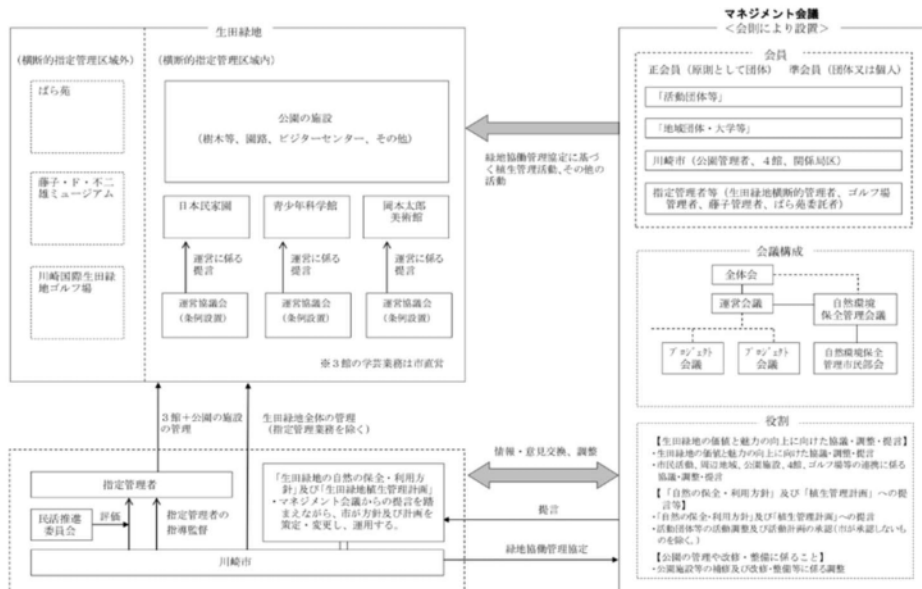 生田緑地
(横断的指定管理区域外)
(横断的指定管理区域内)
ばら苑
藤子・F・不二
雄ミュージアム
川崎国際生田緑
地ゴルフ場
公園の施設
(樹木等、園路、ビジターセンター、その他)
日本民家園
青少年科学館
岡本太郎
美術館
運営に係る
提言
運営に係る
提言
運営に係る
提言
運営協議会
(条例設置)
運営協議会
(条例設置)
運営協議会
(条例設置)
※3館の学芸業務は市直営
3館+公園の施設
の管理
生田緑地全体の管理
(指定管理業務を除く)
指定管理者
民活推進
委員会
評価
指定管理者の
指導監督
「生田緑地の自然の保全・利用方
針」及び「生田緑地植生管理計画」
・マネジメント会議からの提言を踏
まえながら、市が方針及び計画を
策定・変更し、運用する。
川崎市
緑地協働管理協定に基づ
く植生管理活動、その他の
活動
情報・意見交換、調整
提言
緑地協働管理協定
マネジメント会議
<会則により設置>
会員
正会員(原則として団体) 準会員(団体又は個人)
「活動団体等」
「地域団体・大学等」
川崎市(公園管理者、4館、関係局区)
指定管理者等(生田緑地横断的管理者、ゴルフ場
管理者、藤子管理者、ばら苑委託者)
会議構成
全体会
運営会議
自然環境
保全管理会議
プロジェクト
会議
プロジェクト
会議
自然環境保全
管理市民部会
役割
【生田緑地の価値と魅力の向上に向けた協議・調整・提言】
・生田緑地の価値と魅力の向上に向けた協議・調整・提言
・市民活動、周辺地域、公園施設、4館、ゴルフ場等の連携に係る
協議・調整・提言
【「自然の保全・利用方針」及び「植生管理計画」への提
言等】
・「自然の保全・利用方針」及び「植生管理計画」への提言
・活動団体等の活動調整及び活動計画の承認(市が承認しないも
のを除く。)
【公園の管理や改修・整備に係ること】
・公園施設等の補修及び改修・整備等に係る調整